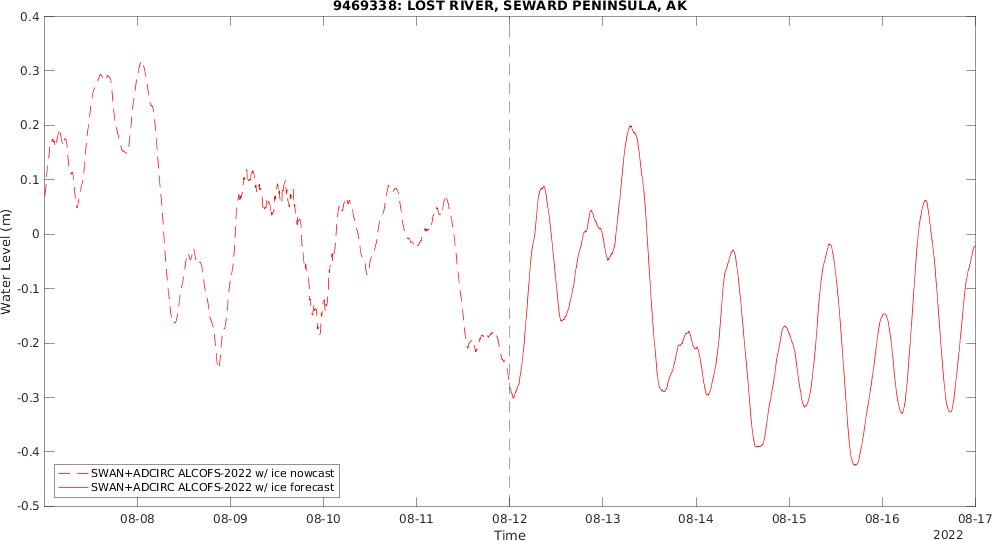 9469338: LOST RIVER, SEWARD PENINSULA, AK
0.4
0.3
0.2
0.1
0
-0.1
-0.2
-0.3
-0.4
-0.5
Water Level (m)
SWAN+ADCIRC ALCOFS-2022 w/ ice nowcast
SWAN+ADCIRC ALCOFS-2022 w/ ice forecast
08-08 08-09 08-10 08-11 08-12 08-13 08-14 08-15 08-16 08-17
Time
2022